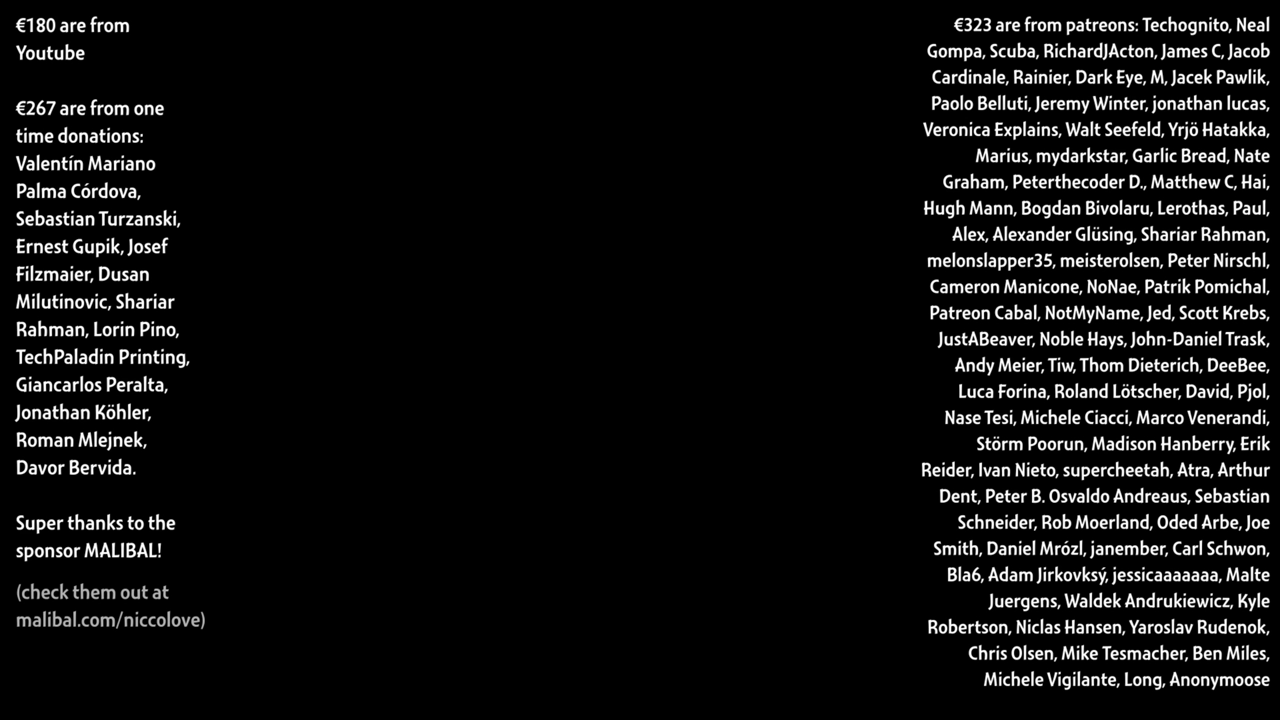 €180 are from
Youtube
€267 are from one
time donations:
Valentín Mariano
Palma Córdova,
Sebastian Turzanski,
Ernest Gupik, Josef
Filzmaier, Dusan
Milutinovic, Shariar
Rahman, Lorin Pino,
TechPaladin Printing,
Giancarlos Peralta,
Jonathan Köhler,
Roman Mlejnek,
Davor Bervida.
Super thanks to the
sponsor MALIBAL!
(check them out at
malibal.com/niccolove)
€323 are from patreons: Techognito, Neal
Gompa, Scuba, RichardJActon, James C, Jacob
Cardinale, Rainier, Dark Eye, M, Jacek Pawlik,
Paolo Belluti, Jeremy Winter, jonathan lucas,
Veronica Explains, Walt Seefeld, Yrjö Hatakka,
Marius, mydarkstar, Garlic Bread, Nate
Graham, Peterthecoder D., Matthew C, Hai,
Hugh Mann, Bogdan Bivolaru, Lerothas, Paul,
Alex, Alexander Glüsing, Shariar Rahman,
melonslapper35, meisterolsen, Peter Nirschl,
Cameron Manicone, NoNae, Patrik Pomichal,
Patreon Cabal, NotMyName, Jed, Scott Krebs,
JustABeaver, Noble Hays, John-Daniel Trask,
Andy Meier, Tiw, Thom Dieterich, DeeBee,
Luca Forina, Roland Lötscher, David, Pjol,
Nase Tesi, Michele Ciacci, Marco Venerandi,
Störm Poorun, Madison Hanberry, Erik
Reider, Ivan Nieto, supercheetah, Atra, Arthur
Dent, Peter B. Osvaldo Andreaus, Sebastian
Schneider, Rob Moerland, Oded Arbe, Joe
Smith, Daniel Mrózl, janember, Carl Schwon,
Bla6, Adam Jirkovksý, jessicaaaaaaa, Malte
Juergens, Waldek Andrukiewicz, Kyle
Robertson, Niclas Hansen, Yaroslav Rudenok,
Chris Olsen, Mike Tesmacher, Ben Miles,
Michele Vigilante, Long, Anonymoose